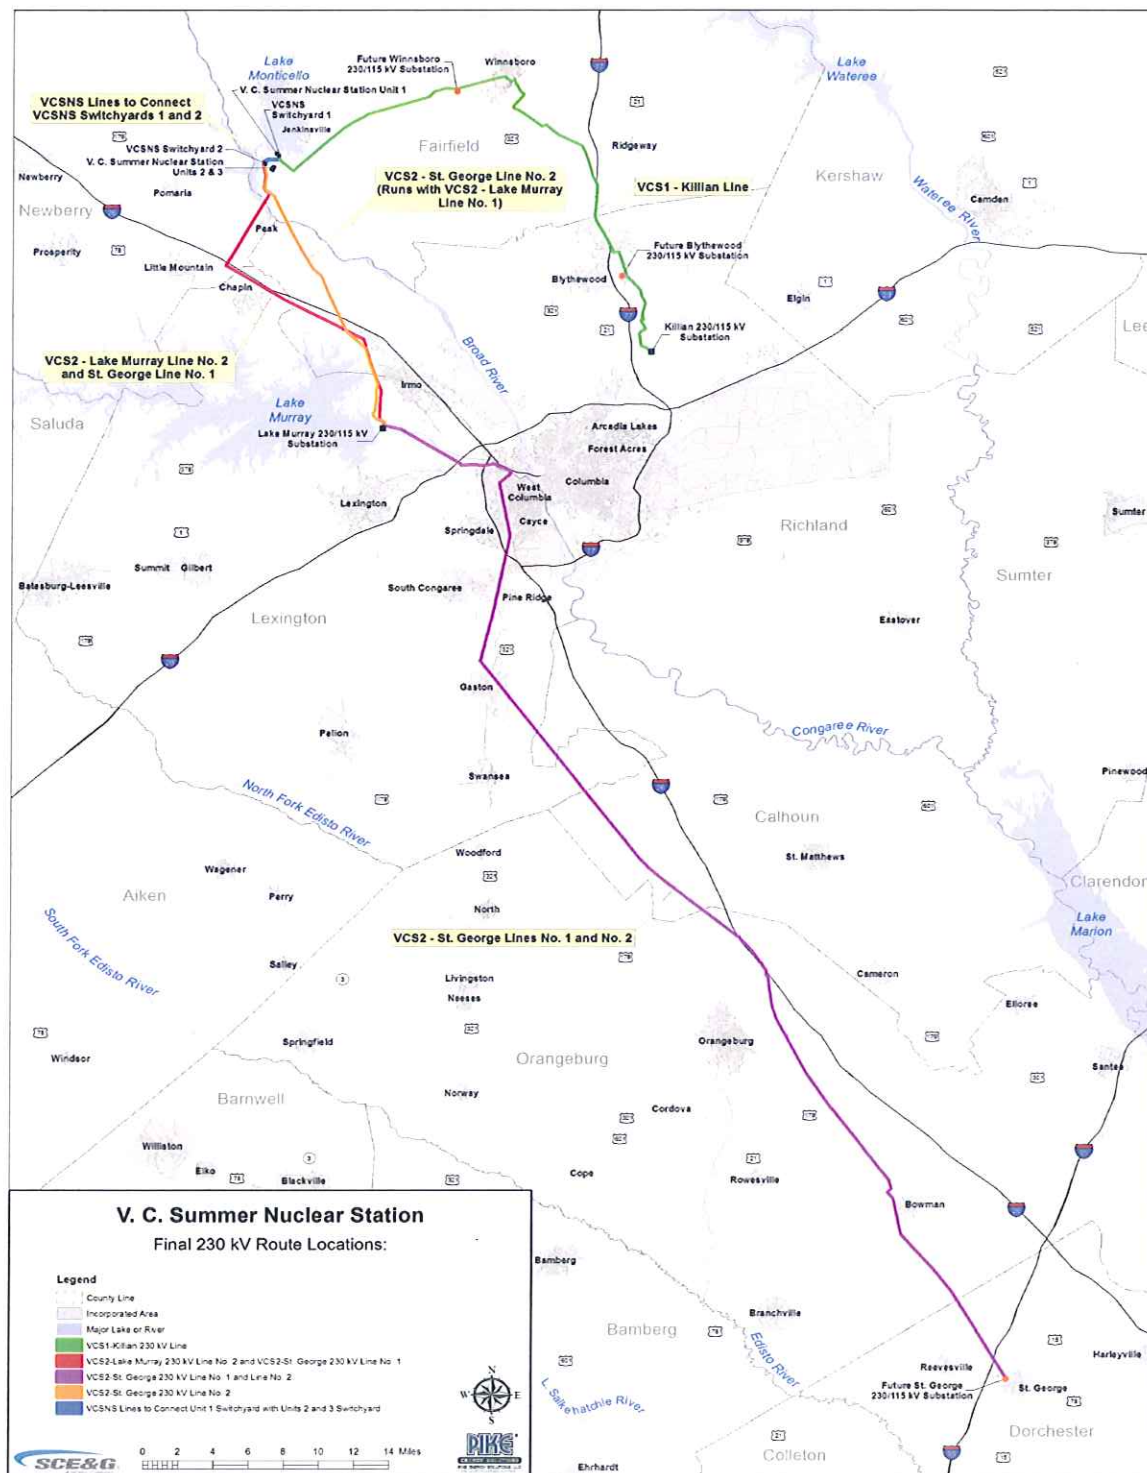 Lake
Monticello
Future Winnsboro
230/115 kV Substation
Winnsboro
Lake
Wateree
V. C. Summer Nuclear Station Unit 1
VCSNS Lines to Connect
VCSNS Switchyards 1 and 2
VCSNS
Switchyard 1
Jenkinsville
VCSNS Switchyard 2
V. C. Summer Nuclear Station
Units 2 & 3
Fairfield
Ridgeway
Newberry
Pomaria
VCS2 - St. George Line No. 2
(Runs with VCS2 - Lake Murray
Line No. 1)
VCS1 - Killian Line
Kershaw
Camden
Wateree River
Newberry
Peak
Prosperity
Little Mountain
Chapin
Future Blythewood
230/115 kV Substation
Blythewood
Elgin
Killian 230/115 kV
Substation
Lee
VCS2 - Lake Murray Line No. 2
and St. George Line No. 1
Broad River
Irmo
Saluda
Lake
Murray
Lake Murray 230/115 kV
Substation
Arcadia Lakes
Forest Acres
Columbia
West
Columbia
Cayce
Lexington
Springdale
Richland
Sumter
Summit
Gilbert
Batesburg-Leesville
South Congaree
Pine Ridge
Sumter
Eastover
Lexington
Gaston
Pelion
Congaree River
Swansea
Pinewood
North Fork Edisto River
Calhoun
St. Matthews
Woodford
Wagener
Perry
Aiken
North
Clarendon
Lake
Marion
South Fork Edisto River
VCS2 - St. George Lines No. 1 and No. 2
Salley
Livingston
Neeses
Cameron
Elloree
Springfield
Windsor
Orangeburg
Orangeburg
Santee
Barnwell
Norway
Cordova
Williston
Elko
Blackville
Cope
Rowesville
Bowman
V. C. Summer Nuclear Station
Final 230 kV Route Locations:
Legend
County Line
Incorporated Area
Major Lake or River
VCS1-Killian 230 kV Line
VCS2-Lake Murray 230 kV Line No. 2 and VCS2-St. George 230 kV Line No. 1
VCS2-St. George 230 kV Line No. 1 and Line No. 2
VCS2-St. George 230 kV Line No. 2
VCSNS Lines to Connect Unit 1 Switchyard with Units 2 and 3 Switchyard
0 2 4 6 8 10 12 14 Miles
SCE&G
N
W E
S
PIKE
Bamberg
Branchville
Bamberg
Edisto River
L. Salkehatchie River
Reevesville
Future St. George
230/115 kV Substation
St. George
Harleyville
Dorchester
Colleton
Ehrhardt